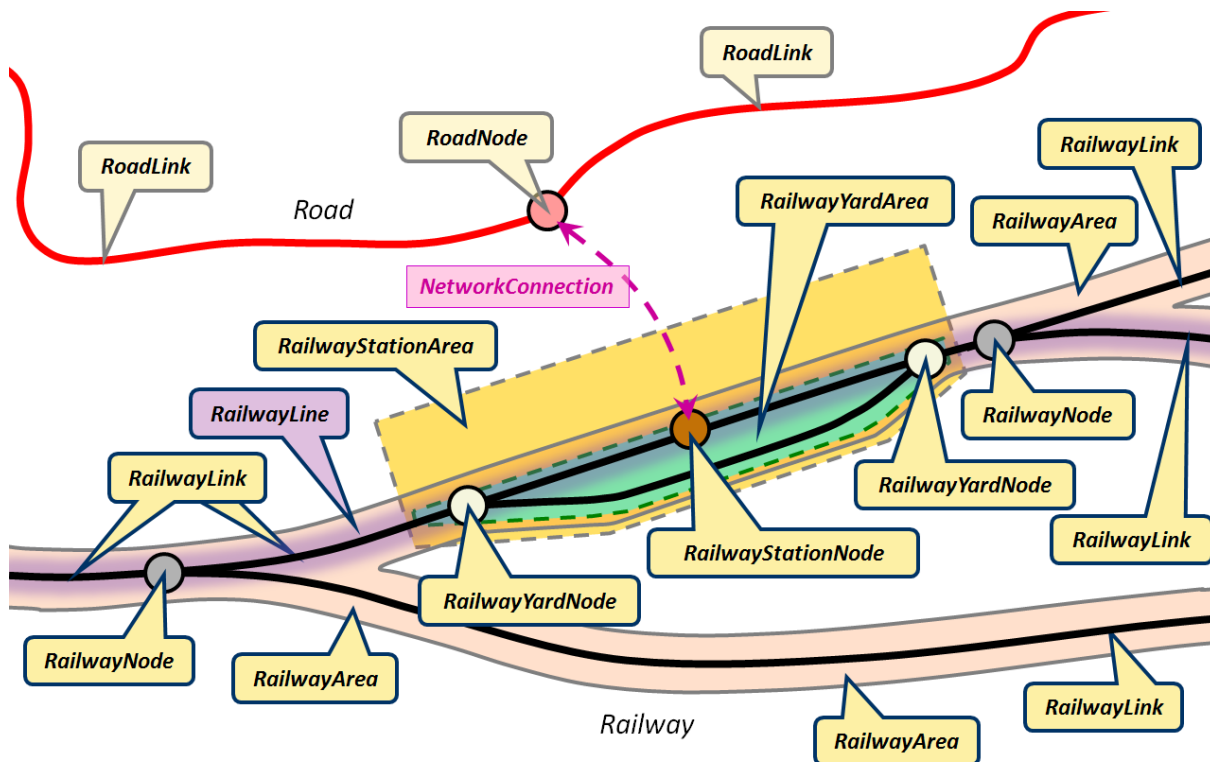 RoadLink
RoadNode
RailwayLink
RoadLink
Road
RailwayYardArea
RailwayArea
NetworkConnection
RailwayStationArea
RailwayLine
RailwayNode
RailwayLink
RailwayYardNode
RailwayLink
RailwayStationNode
RailwayYardNode
RailwayNode
RailwayArea
RailwayLink
Railway
RailwayArea